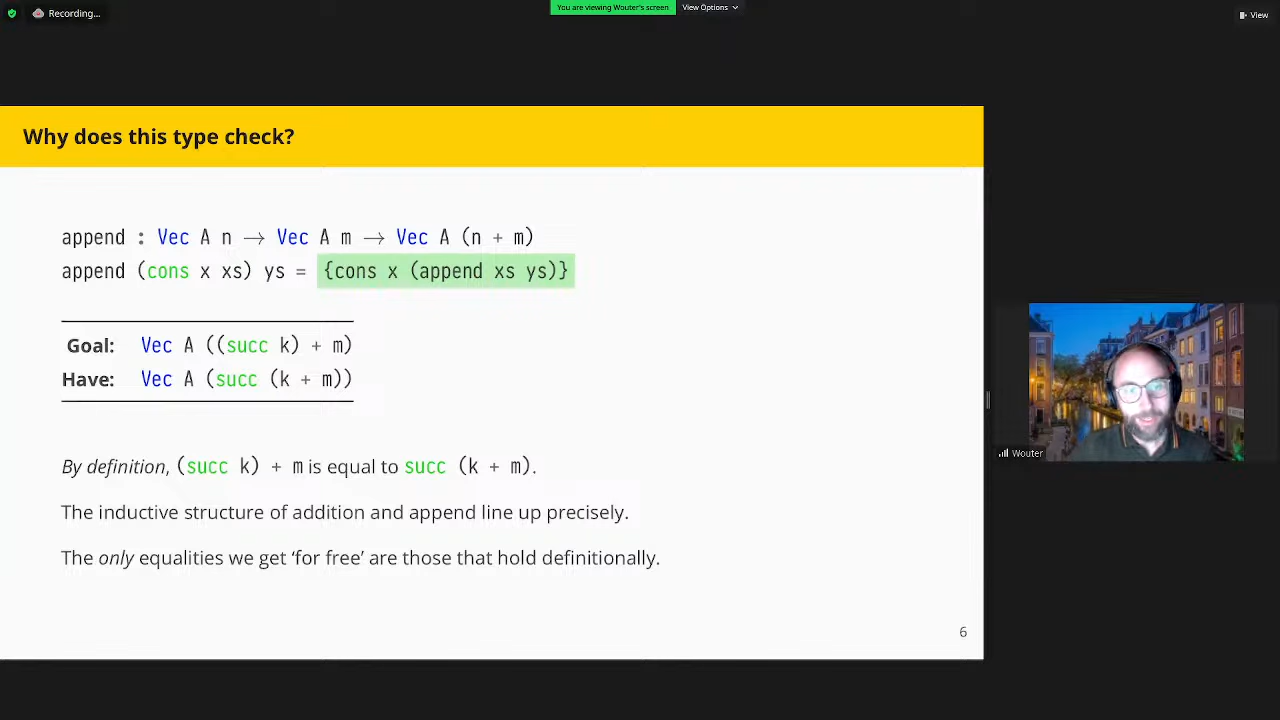 Recording...
You are viewing Wouter's screen
View Options
View
Why does this type check?
append : Vec A n → Vec A m → Vec A (n + m)
append (cons x xs) ys = {cons x (append xs ys)}
Goal: Vec A ((succ k) + m)
Have: Vec A (succ (k + m))
By definition, (succ k) + m is equal to succ (k + m).
The inductive structure of addition and append line up precisely.
The only equalities we get ‘for free’ are those that hold definitionally.
6
Wouter